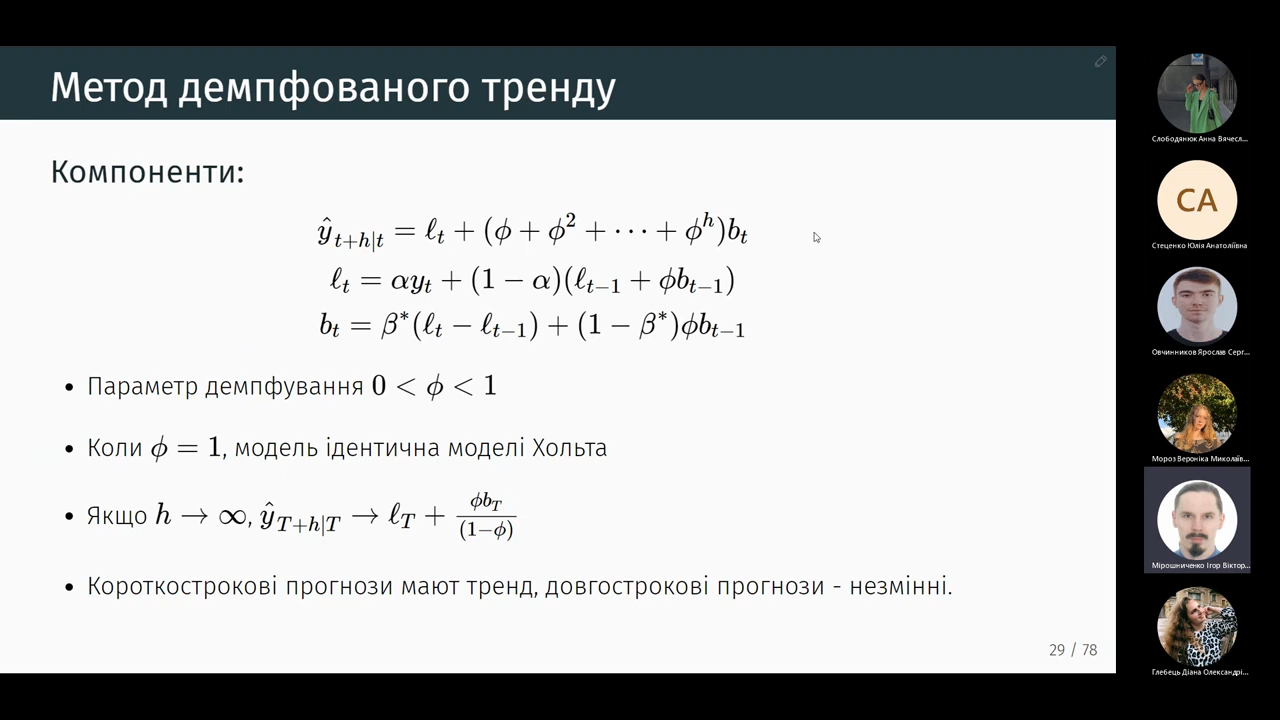 Метод демпфованого тренду
Компоненти:
ŷ_{t+h|t} = ℓ_t + (ϕ + ϕ^2 + ⋯ + ϕ^h)b_t
ℓ_t = αy_t + (1 − α)(ℓ_{t−1} + ϕb_{t−1})
b_t = β*(ℓ_t − ℓ_{t−1}) + (1 − β*)ϕb_{t−1}
• Параметр демпфування 0 < ϕ < 1
• Коли ϕ = 1, модель ідентична моделі Хольта
• Якщо h → ∞, ŷ_{T+h|T} → ℓ_T + ϕb_T/(1−ϕ)
• Короткострокові прогнози мают тренд, довгострокові прогнози - незмінні.
29 / 78
Слободянюк Анна Вячесл...
СА
Стеценко Юлія Анатоліївна
Овчинников Ярослав Серг...
Мороз Вероніка Миколаїв...
Мірошниченко Ігор Віктор...
Глебець Діана Олександрі...